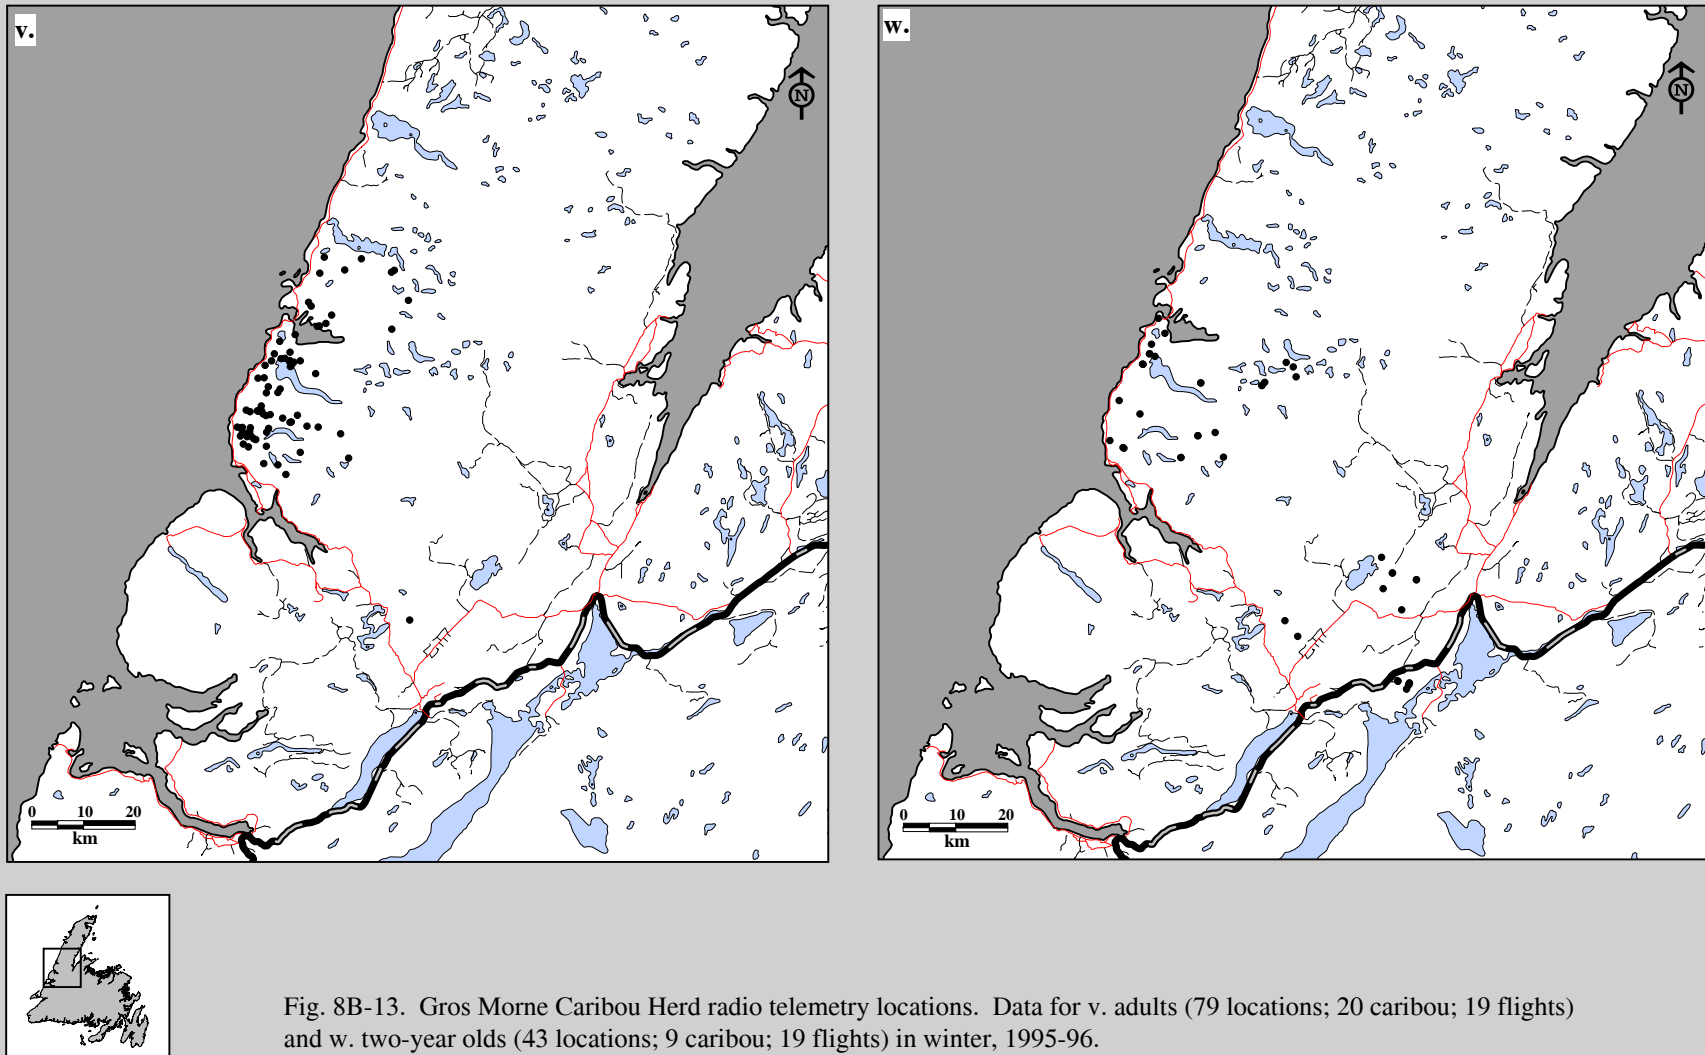 v.
N
0 10 20
km
w.
N
0 10 20
km
Fig. 8B-13. Gros Morne Caribou Herd radio telemetry locations. Data for v. adults (79 locations; 20 caribou; 19 flights)
and w. two-year olds (43 locations; 9 caribou; 19 flights) in winter, 1995-96.